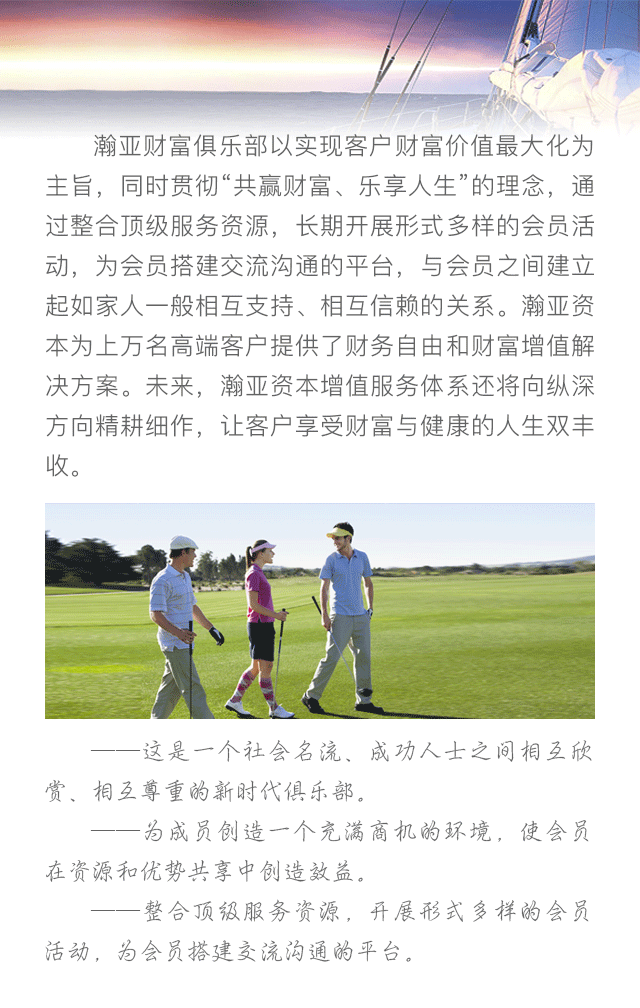 瀚亚财富俱乐部以实现客户财富价值最大化为
主旨，同时贯彻“共赢财富、乐享人生”的理念，通
过整合顶级服务资源，长期开展形式多样的会员活
动，为会员搭建交流沟通的平台，与会员之间建立
起如家人一般相互支持、相互信赖的关系。瀚亚资
本为上万名高端客户提供了财务自由和财富增值解
决方案。未来，瀚亚资本增值服务体系还将向纵深
方向精耕细作，让客户享受财富与健康的人生双丰
收。
——这是一个社会名流、成功人士之间相互欣
赏、相互尊重的新时代俱乐部。
——为成员创造一个充满商机的环境，使会员
在资源和优势共享中创造效益。
——整合顶级服务资源，开展形式多样的会员
活动，为会员搭建交流沟通的平台。